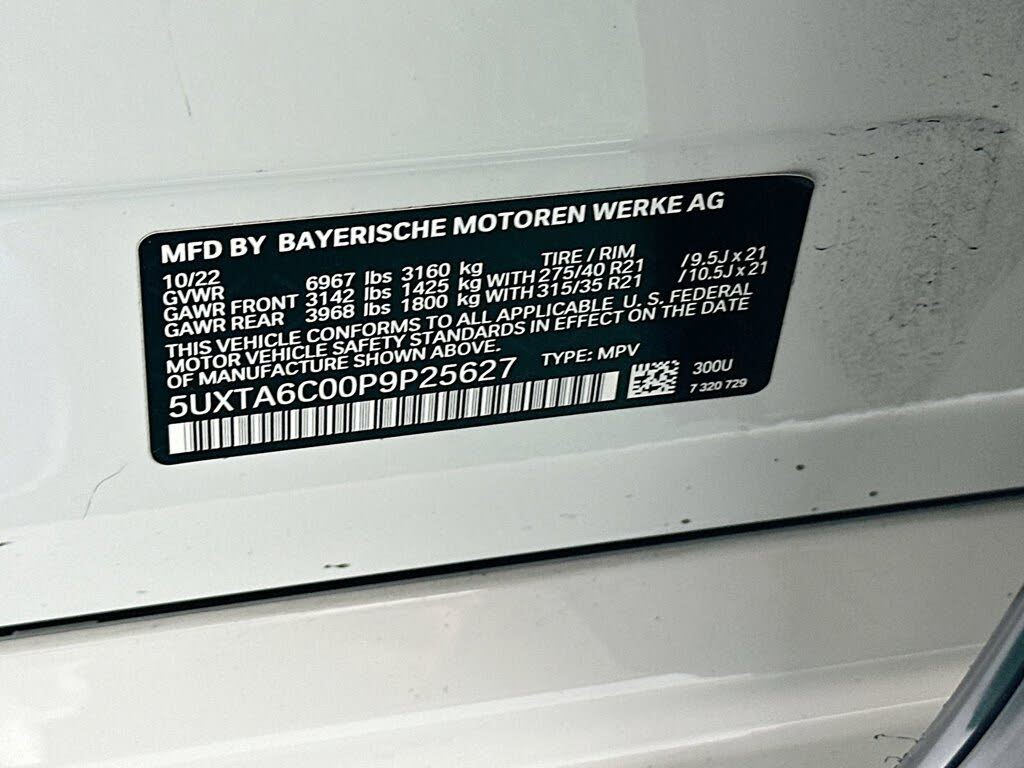 MFD BY BAYERISCHE MOTOREN WERKE AG
10/22 TIRE / RIM
GVWR 6967 lbs 3160 kg
GAWR FRONT 3142 lbs 1425 kg WITH 275/40 R21 /9.5J x 21
GAWR REAR 3968 lbs 1800 kg WITH 315/35 R21 /10.5J x 21
THIS VEHICLE CONFORMS TO ALL APPLICABLE U. S. FEDERAL
MOTOR VEHICLE SAFETY STANDARDS IN EFFECT ON THE DATE
OF MANUFACTURE SHOWN ABOVE.
TYPE: MPV
5UXTA6C00P9P25627
300U
7 320 729